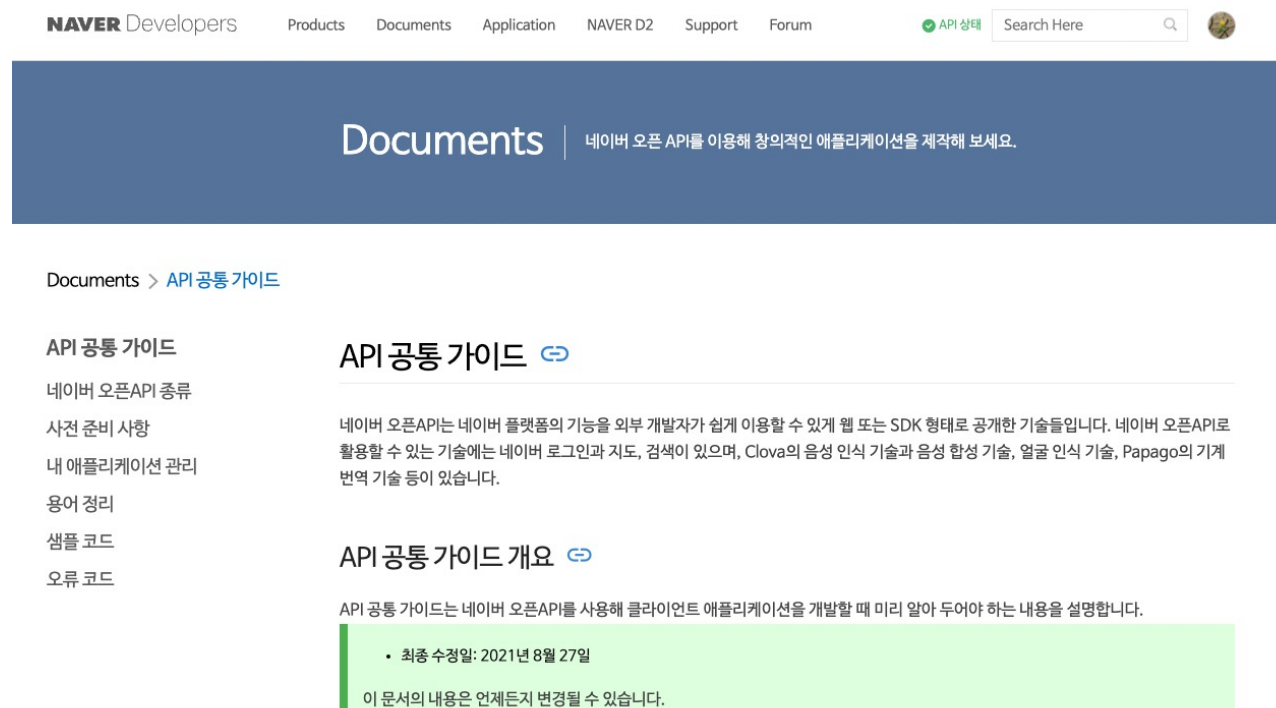 NAVER Developers
Products Documents Application NAVER D2 Support Forum
API 상태
Search Here
Documents
네이버 오픈 API를 이용해 창의적인 애플리케이션을 제작해 보세요.
Documents > API 공통 가이드
API 공통 가이드
네이버 오픈API 종류
사전 준비 사항
내 애플리케이션 관리
용어 정리
샘플 코드
오류 코드
API 공통 가이드
네이버 오픈API는 네이버 플랫폼의 기능을 외부 개발자가 쉽게 이용할 수 있게 웹 또는 SDK 형태로 공개한 기술들입니다. 네이버 오픈API로
활용할 수 있는 기술에는 네이버 로그인과 지도, 검색이 있으며, Clova의 음성 인식 기술과 음성 합성 기술, 얼굴 인식 기술, Papago의 기계
번역 기술 등이 있습니다.
API 공통 가이드 개요
API 공통 가이드는 네이버 오픈API를 사용해 클라이언트 애플리케이션을 개발할 때 미리 알아 두어야 하는 내용을 설명합니다.
• 최종 수정일: 2021년 8월 27일
이 문서의 내용은 언제든지 변경될 수 있습니다.